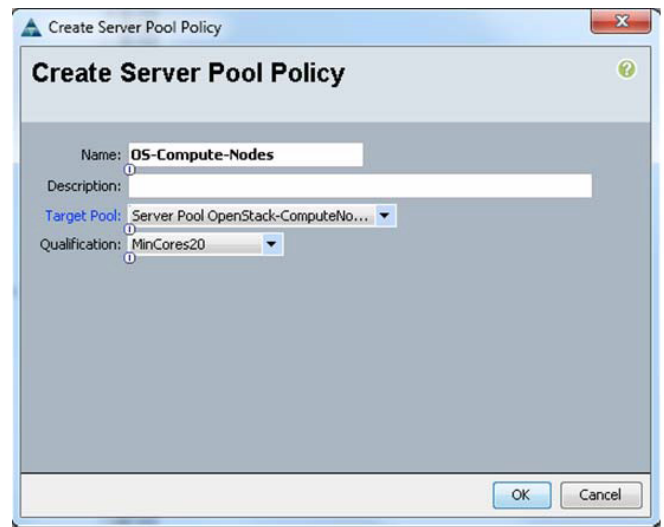 Create Server Pool Policy
Create Server Pool Policy
Name: OS-Compute-Nodes
Description:
Target Pool: Server Pool OpenStack-ComputeNo...
Qualification: MinCores20
OK Cancel